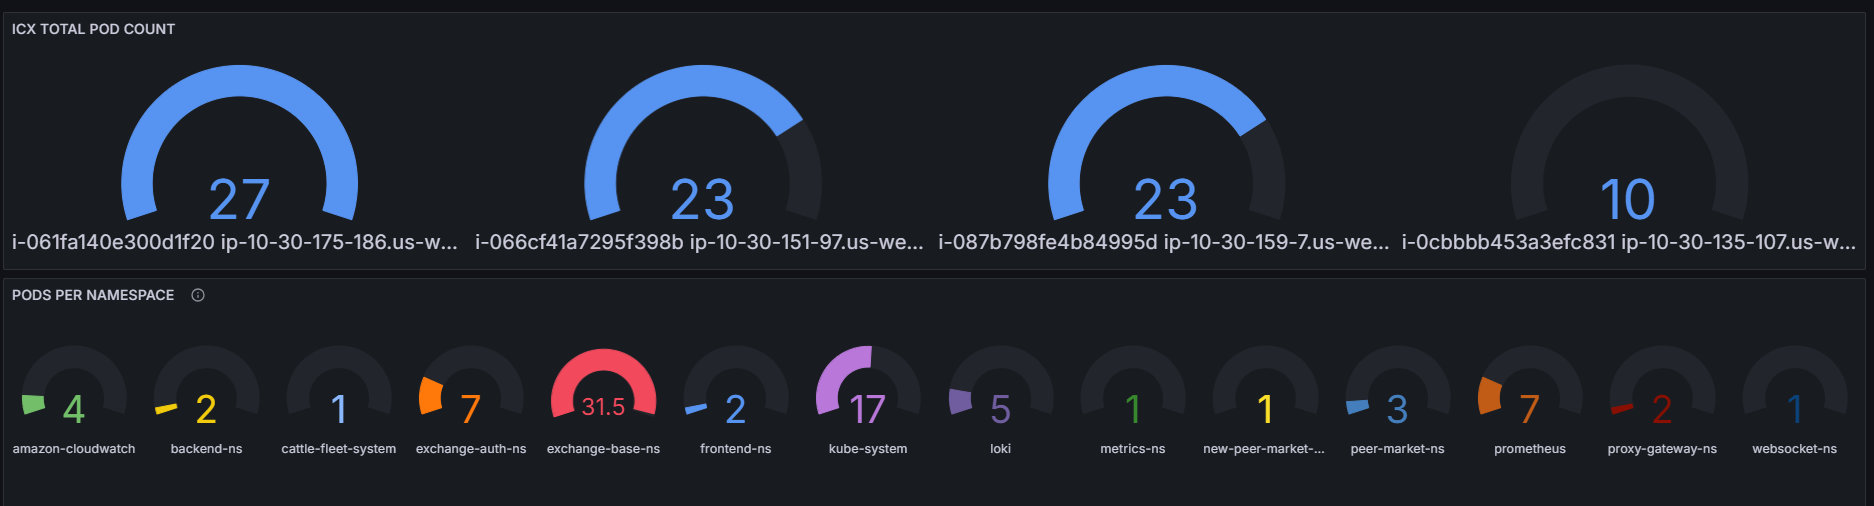 ICX TOTAL POD COUNT
27 23 23 10
i-061fa140e300d1f20 ip-10-30-175-186.us-w... i-066cf41a7295f398b ip-10-30-151-97.us-we... i-087b798fe4b84995d ip-10-30-159-7.us-we... i-0cbbbb453a3efc831 ip-10-30-135-107.us-w...
PODS PER NAMESPACE
4 2 1 7 31.5 2 17 5 1 1 3 7 2 1
amazon-cloudwatch backend-ns cattle-fleet-system exchange-auth-ns exchange-base-ns frontend-ns kube-system loki metrics-ns new-peer-market-... peer-market-ns prometheus proxy-gateway-ns websocket-ns